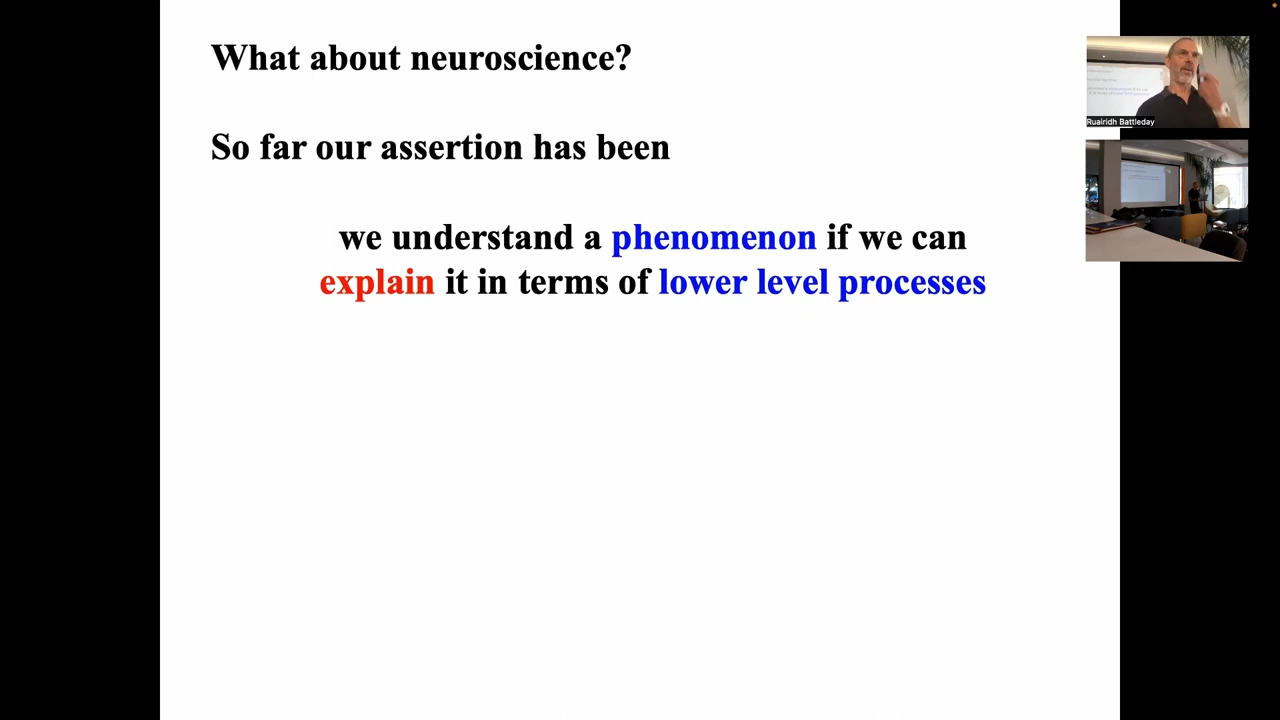 What about neuroscience?
So far our assertion has been
we understand a phenomenon if we can
explain it in terms of lower level processes
Ruairidh Battleday